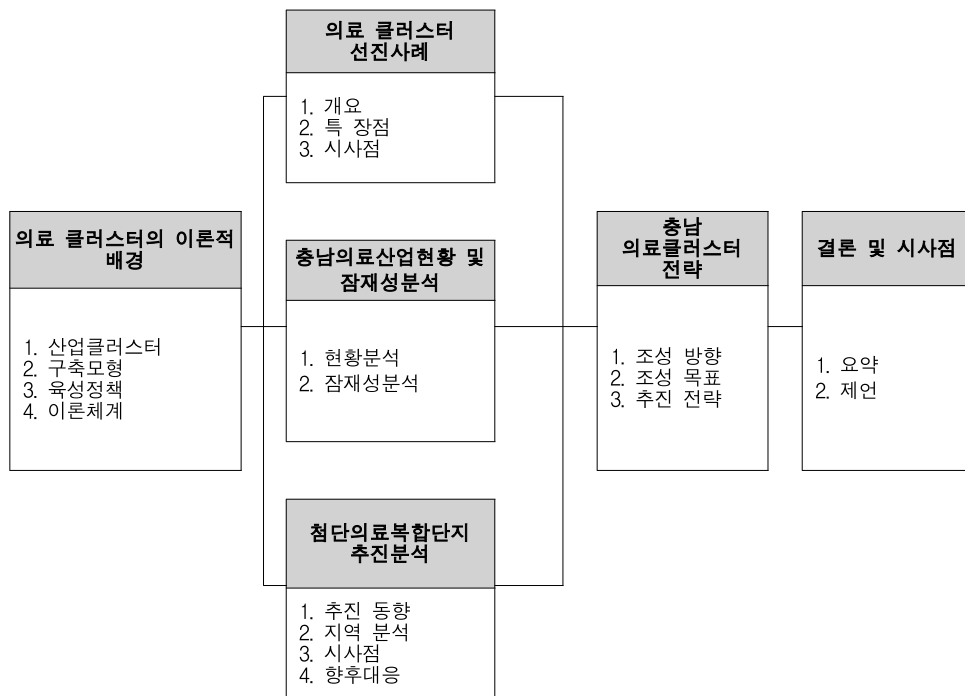 의료 클러스터의 이론적
배경
1. 산업클러스터
2. 구축모형
3. 육성정책
4. 이론체계
의료 클러스터
선진사례
1. 개요
2. 특 장점
3. 시사점
충남의료산업현황 및
잠재성분석
1. 현황분석
2. 잠재성분석
첨단의료복합단지
추진분석
1. 추진 동향
2. 지역 분석
3. 시사점
4. 향후대응
충남
의료클러스터
전략
1. 조성 방향
2. 조성 목표
3. 추진 전략
결론 및 시사점
1. 요약
2. 제언